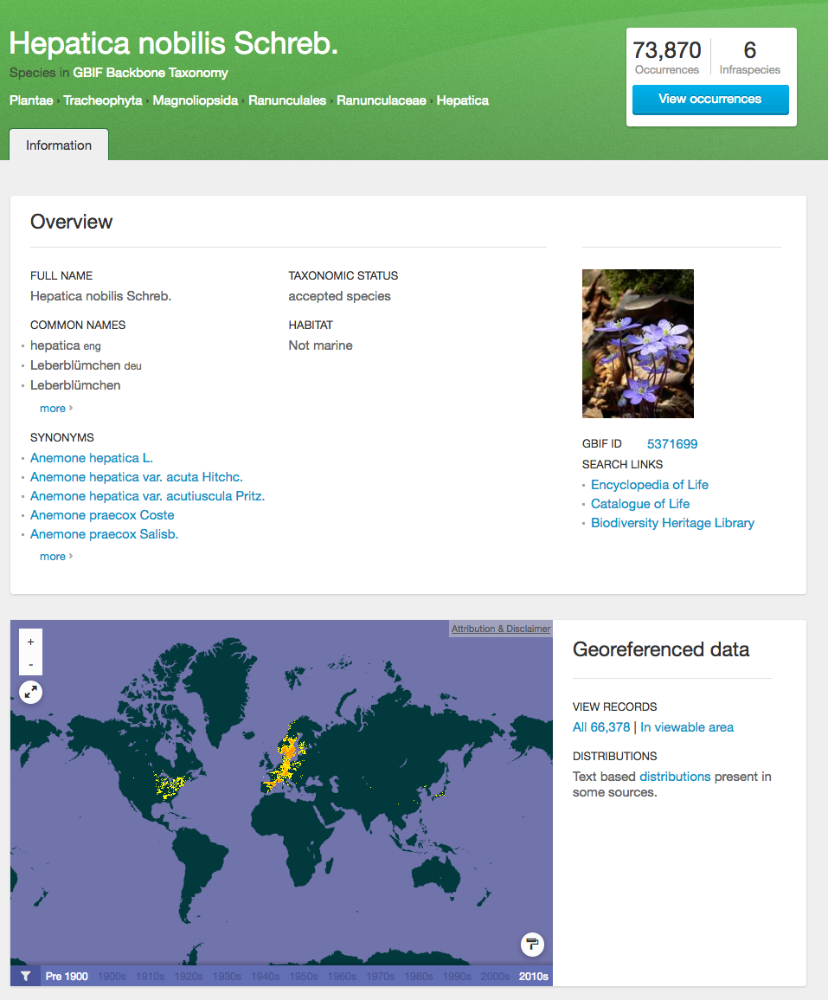 Hepatica nobilis Schreb.
Species in GBIF Backbone Taxonomy
Plantae › Tracheophyta › Magnoliopsida › Ranunculales › Ranunculaceae › Hepatica
73,870 6
Occurrences Infraspecies
View occurrences
Information
Overview
FULL NAME
Hepatica nobilis Schreb.
COMMON NAMES
hepatica eng
Leberblümchen deu
Leberblümchen
more ›
SYNONYMS
Anemone hepatica L.
Anemone hepatica var. acuta Hitchc.
Anemone hepatica var. acutiuscula Pritz.
Anemone praecox Coste
Anemone praecox Salisb.
more ›
TAXONOMIC STATUS
accepted species
HABITAT
Not marine
GBIF ID 5371699
SEARCH LINKS
Encyclopedia of Life
Catalogue of Life
Biodiversity Heritage Library
+
-
Attribution & Disclaimer
Pre 1900 1900s 1910s 1920s 1930s 1940s 1950s 1960s 1970s 1980s 1990s 2000s 2010s
Georeferenced data
VIEW RECORDS
All 66,378 | In viewable area
DISTRIBUTIONS
Text based distributions present in
some sources.